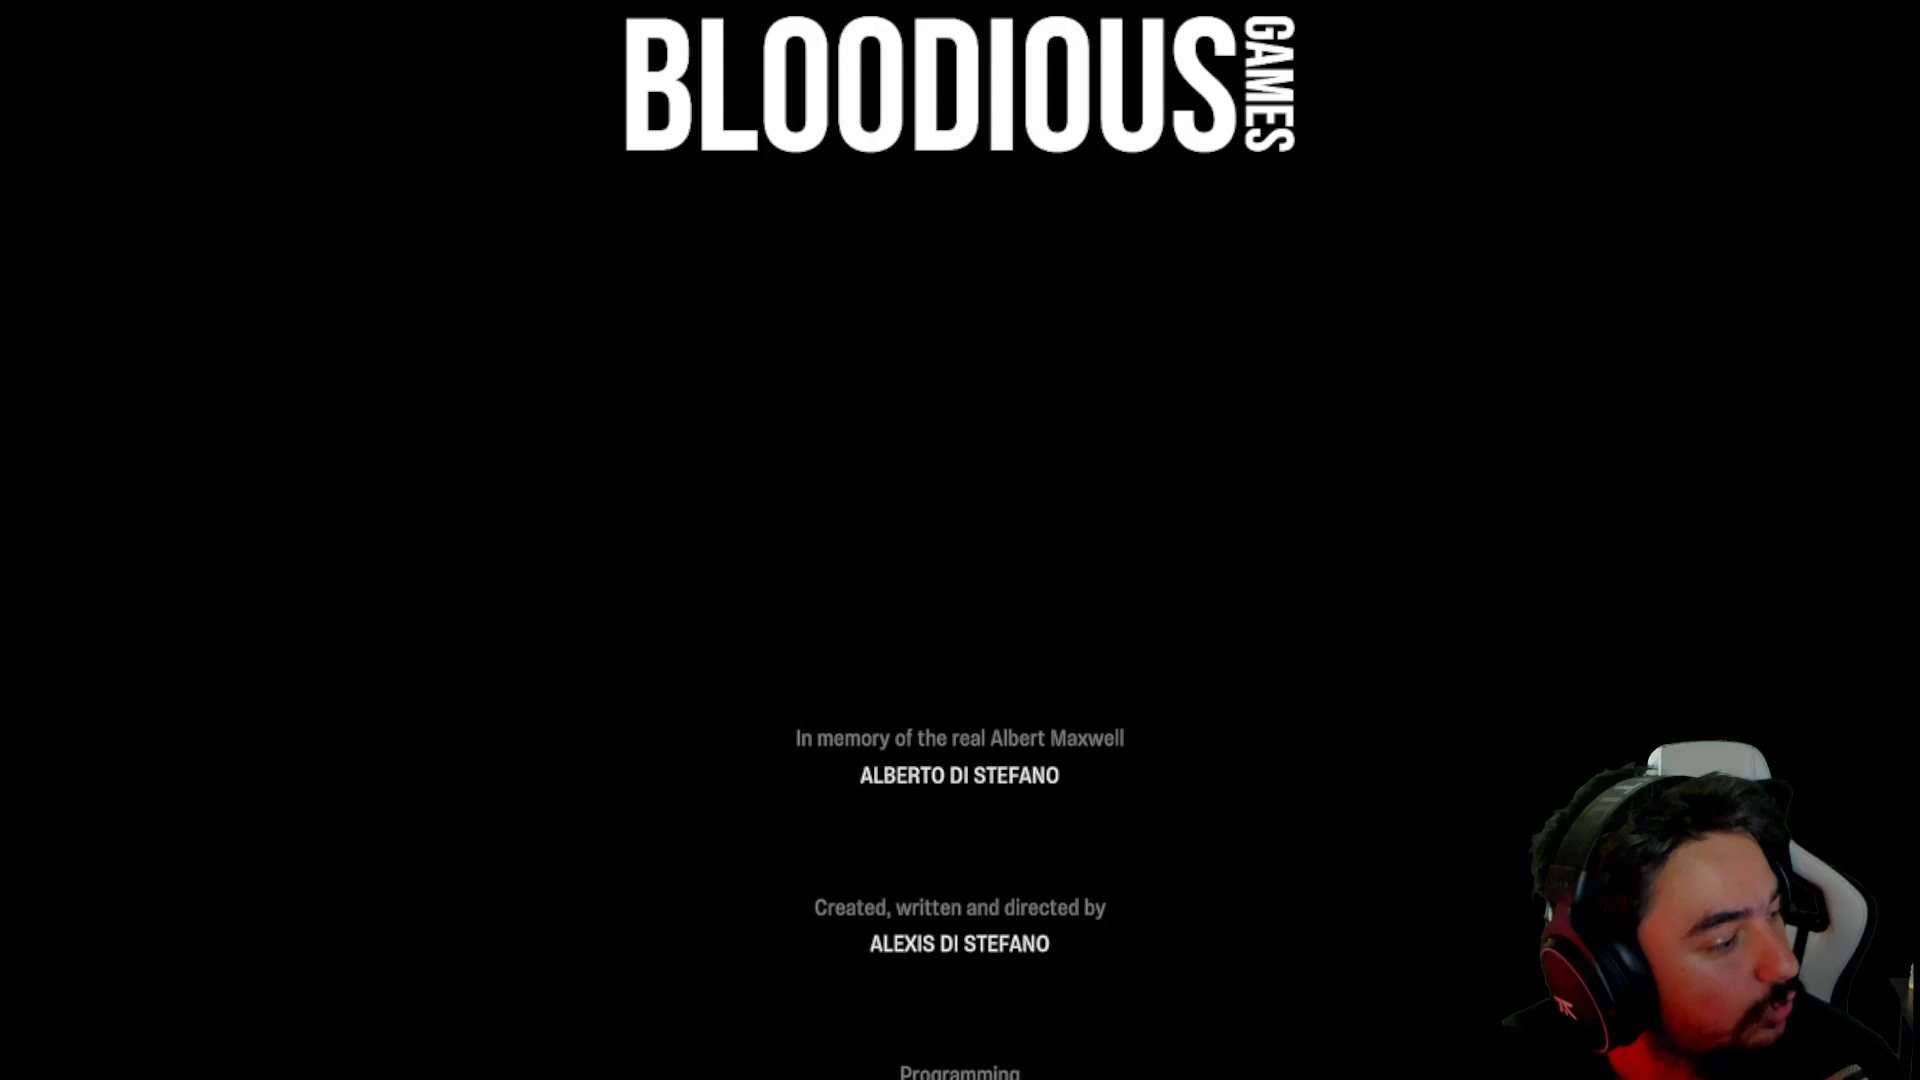 BLOODIOUS GAMES
In memory of the real Albert Maxwell
ALBERTO DI STEFANO
Created, written and directed by
ALEXIS DI STEFANO
Programming